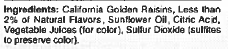 Ingredients: California Golden Raisins, Less than
2% of Natural Flavors, Sunflower Oil, Citric Acid,
Vegetable Juices (for color), Sulfur Dioxide (sulfites
to preserve color).